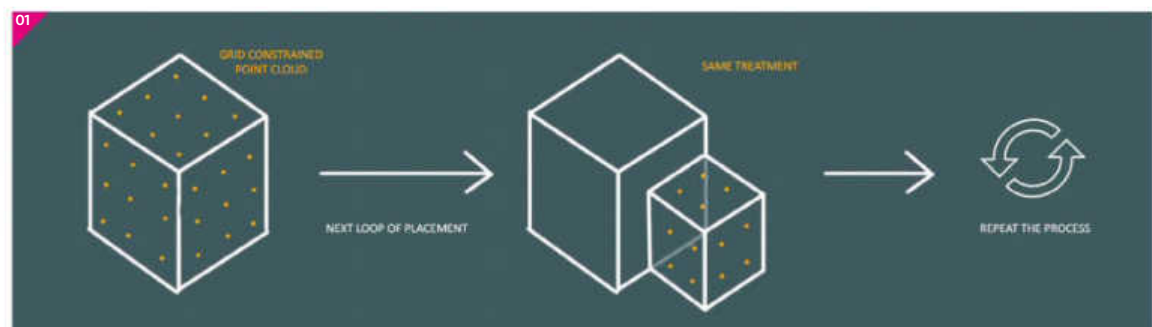 01
GRID CONSTRAINED
POINT CLOUD
NEXT LOOP OF PLACEMENT
SAME TREATMENT
REPEAT THE PROCESS